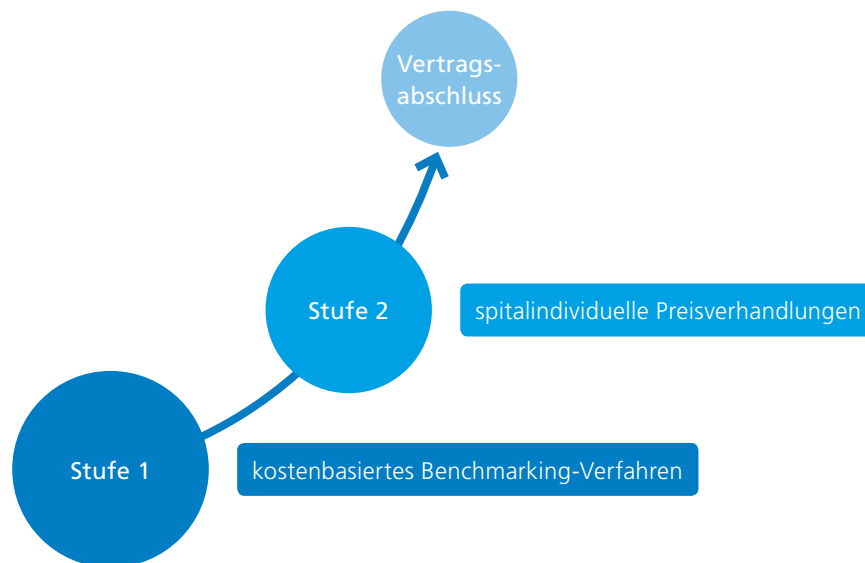 Vertrags-
abschluss
Stufe 2
spitalindividuelle Preisverhandlungen
Stufe 1
kostenbasiertes Benchmarking-Verfahren